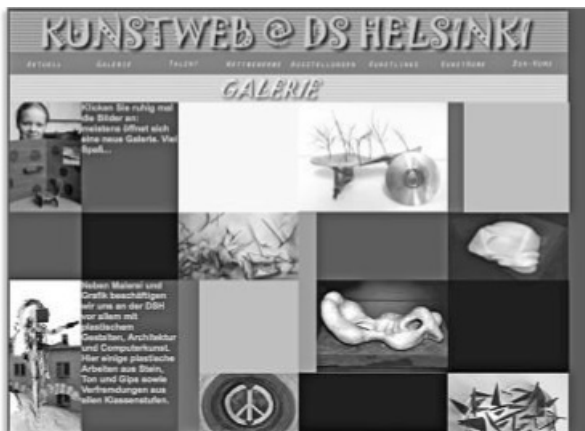 KUNSTWEB @ DS HELSINKI
AKTUELL GALERIE TALENT WETTBEWERBE AUSSTELLUNGEN KUNSTLINKS KUNSTHOME DSH-HOME
GALERIE
Klicken Sie ruhig mal
die Bilder an:
meistens öffnet sich
eine neue Galerie. Viel
Spaß...
Neben Malerei und
Grafik beschäftigen
wir uns an der DSH
vor allem mit
plastischem
Gestalten, Architektur
und Computerkunst.
Hier einige plastische
Arbeiten aus Stein,
Ton und Gips sowie
Verfremdungen aus
allen Klassenstufen.